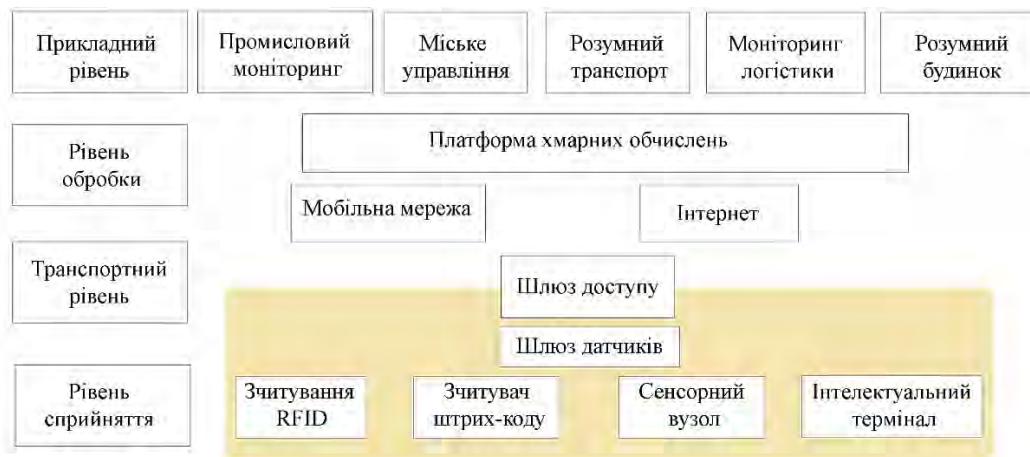 Прикладний
рівень
Промисловий
моніторинг
Міське
управління
Розумний
транспорт
Моніторинг
логістики
Розумний
будинок
Рівень
обробки
Платформа хмарних обчислень
Мобільна мережа
Інтернет
Транспортний
рівень
Шлюз доступу
Шлюз датчиків
Рівень
сприйняття
Зчитування
RFID
Зчитувач
штрих-коду
Сенсорний
вузол
Інтелектуальний
термінал